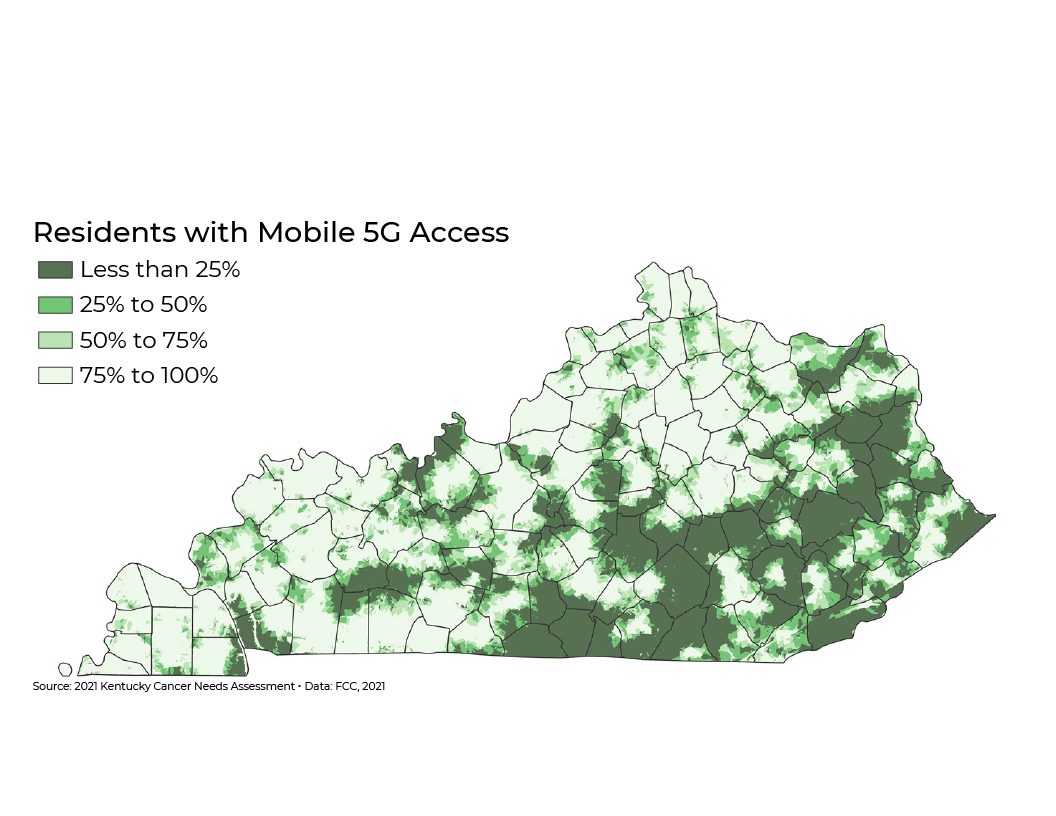 Residents with Mobile 5G Access
Less than 25%
25% to 50%
50% to 75%
75% to 100%
Source: 2021 Kentucky Cancer Needs Assessment • Data: FCC, 2021